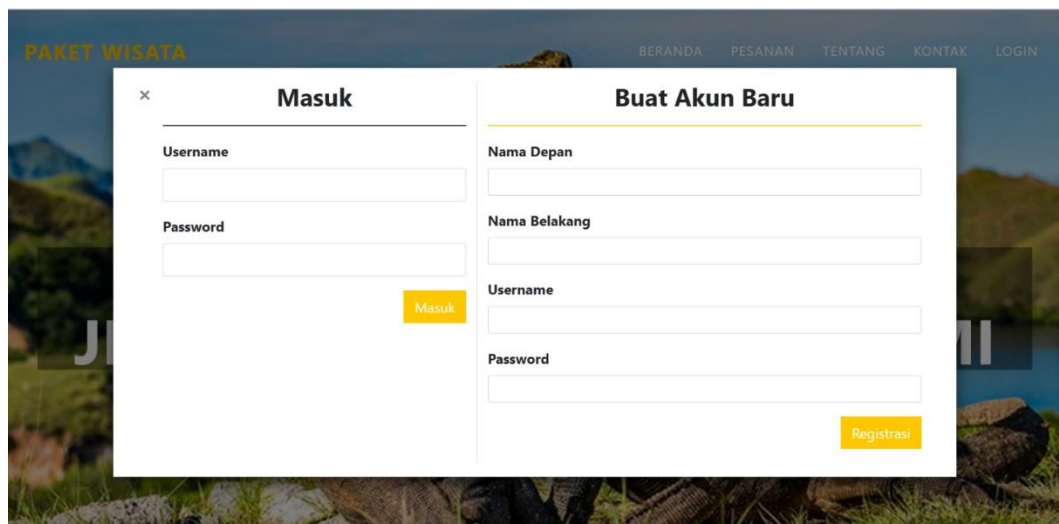 PAKET WISATA
BERANDA PESANAN TENTANG KONTAK LOGIN
×
Masuk
Username
Password
Masuk
Buat Akun Baru
Nama Depan
Nama Belakang
Username
Password
Registrasi